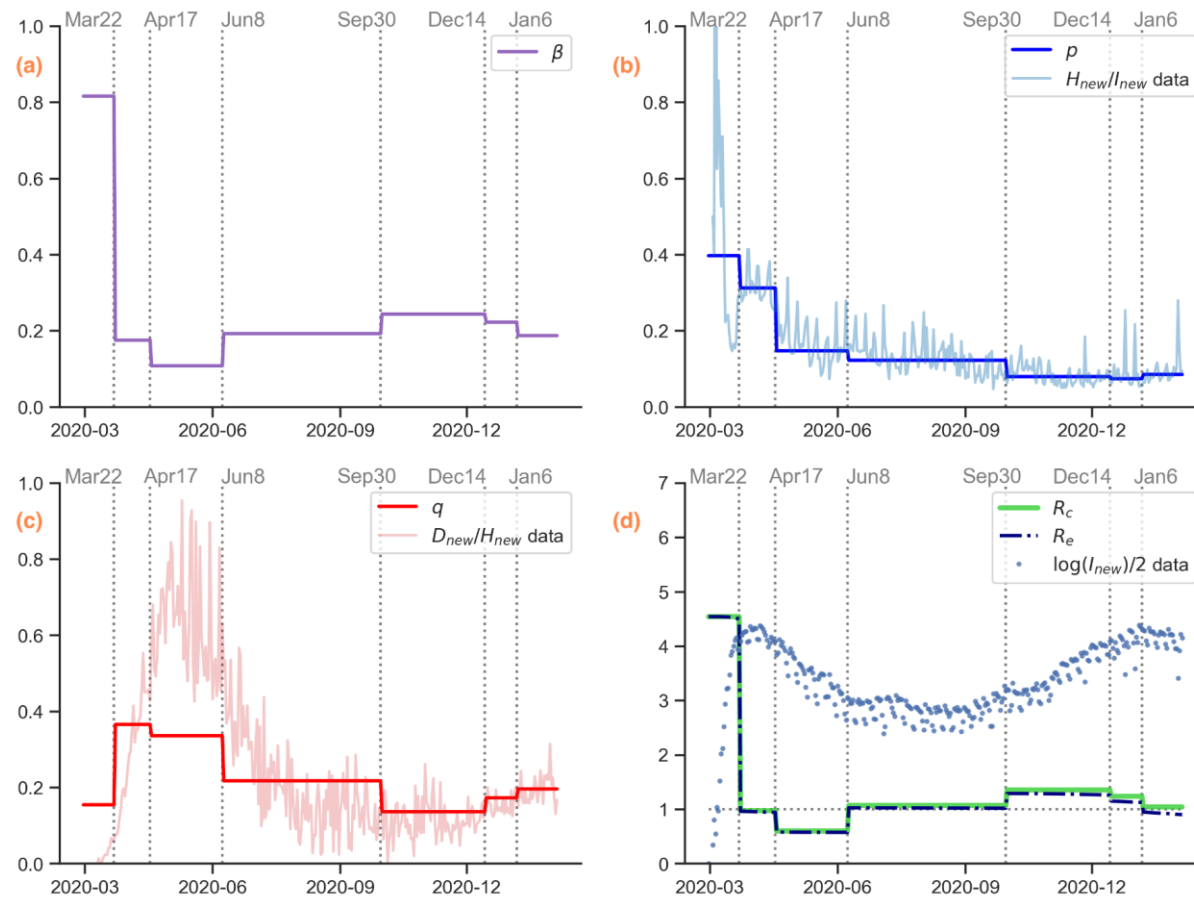 Mar22 Apr17 Jun8 Sep30 Dec14 Jan6
(a)
β
1.0
0.8
0.6
0.4
0.2
0.0
2020-03 2020-06 2020-09 2020-12
Mar22 Apr17 Jun8 Sep30 Dec14 Jan6
(b)
p
H_new/I_new data
1.0
0.8
0.6
0.4
0.2
0.0
2020-03 2020-06 2020-09 2020-12
Mar22 Apr17 Jun8 Sep30 Dec14 Jan6
(c)
q
D_new/H_new data
1.0
0.8
0.6
0.4
0.2
0.0
2020-03 2020-06 2020-09 2020-12
Mar22 Apr17 Jun8 Sep30 Dec14 Jan6
(d)
R_c
R_e
log(I_new)/2 data
7
6
5
4
3
2
1
0
2020-03 2020-06 2020-09 2020-12